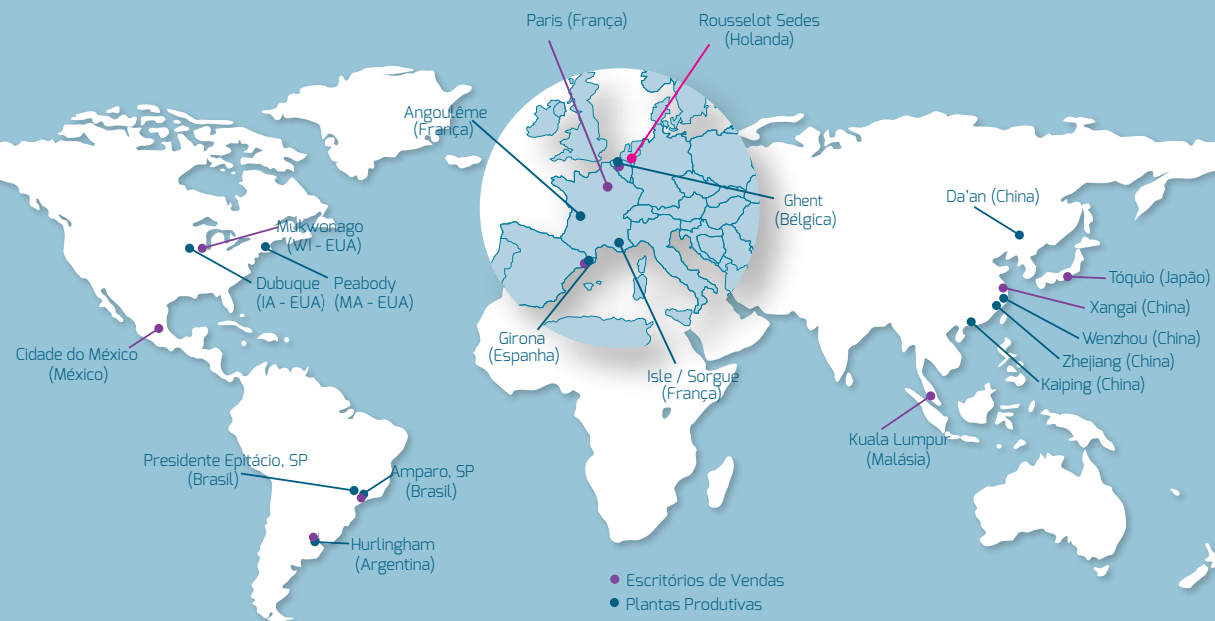 Paris (França)
Rousselot Sedes
(Holanda)
Angoulême
(França)
Ghent
(Bélgica)
Da'an (China)
Mukwonago
(WI - EUA)
Dubuque
(IA - EUA)
Peabody
(MA - EUA)
Tóquio (Japão)
Xangai (China)
Wenzhou (China)
Zhejiang (China)
Kaiping (China)
Cidade do México
(México)
Girona
(Espanha)
Isle / Sorgue
(França)
Kuala Lumpur
(Malásia)
Presidente Epitácio, SP
(Brasil)
Amparo, SP
(Brasil)
Hurlingham
(Argentina)
Escritórios de Vendas
Plantas Produtivas